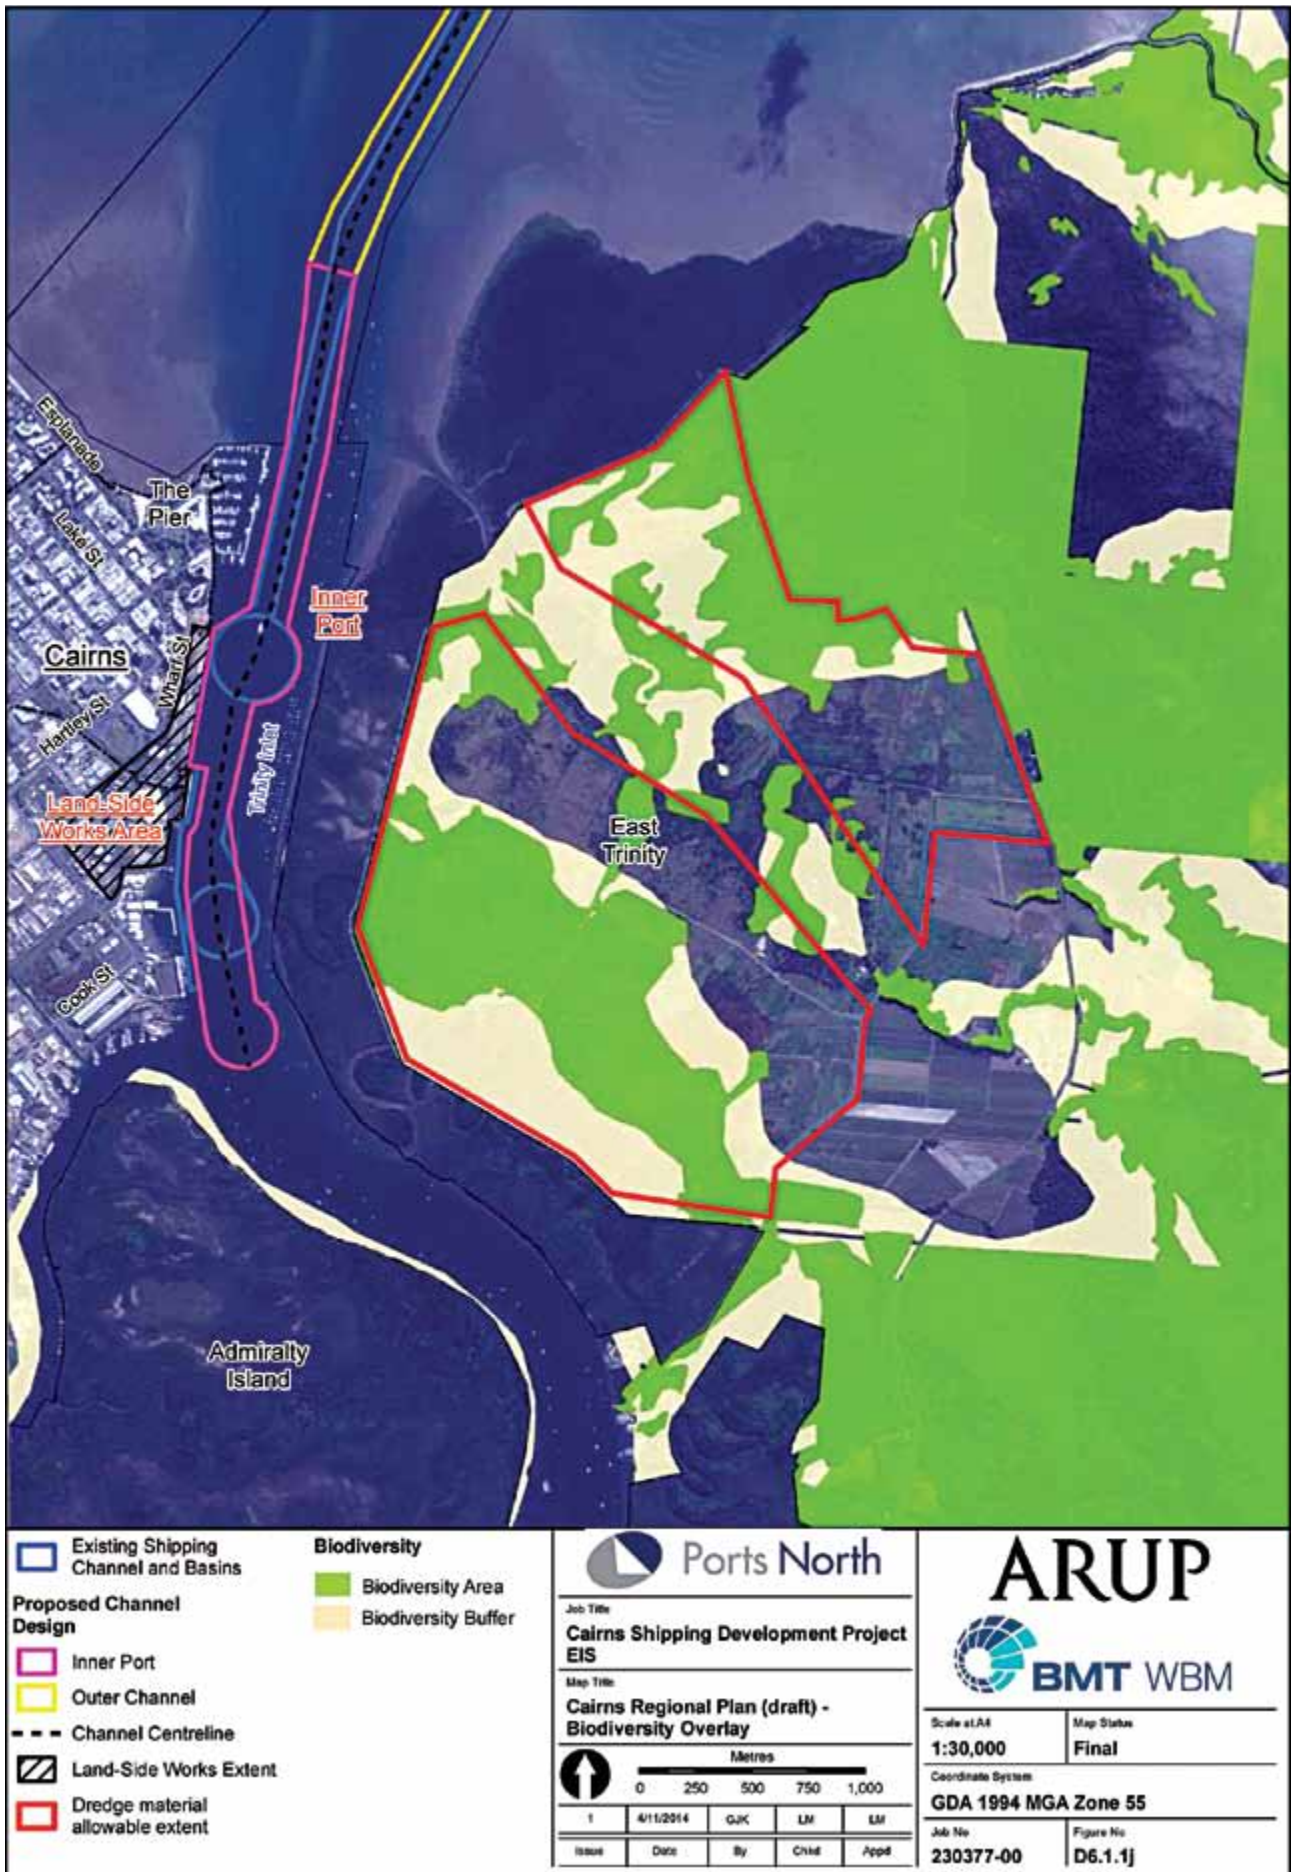 Esplanade
The
Pier
Lake St
Inner
Port
Cairns
Wharf St
Hartley St
Trinity Inlet
Land-Side
Works Area
East
Trinity
Cook St
Admiralty
Island
Existing Shipping
Channel and Basins
Proposed Channel
Design
Inner Port
Outer Channel
Channel Centreline
Land-Side Works Extent
Dredge material
allowable extent
Biodiversity
Biodiversity Area
Biodiversity Buffer
Ports North
Job Title
Cairns Shipping Development Project
EIS
Map Title
Cairns Regional Plan (draft) -
Biodiversity Overlay
Metres
0 250 500 750 1,000
1 4/11/2014 GJK LM LM
Issue Date By Chkd Appd
ARUP
BMT WBM
Scale at A4
1:30,000
Map Status
Final
Coordinate System
GDA 1994 MGA Zone 55
Job No
230377-00
Figure No
D6.1.1j